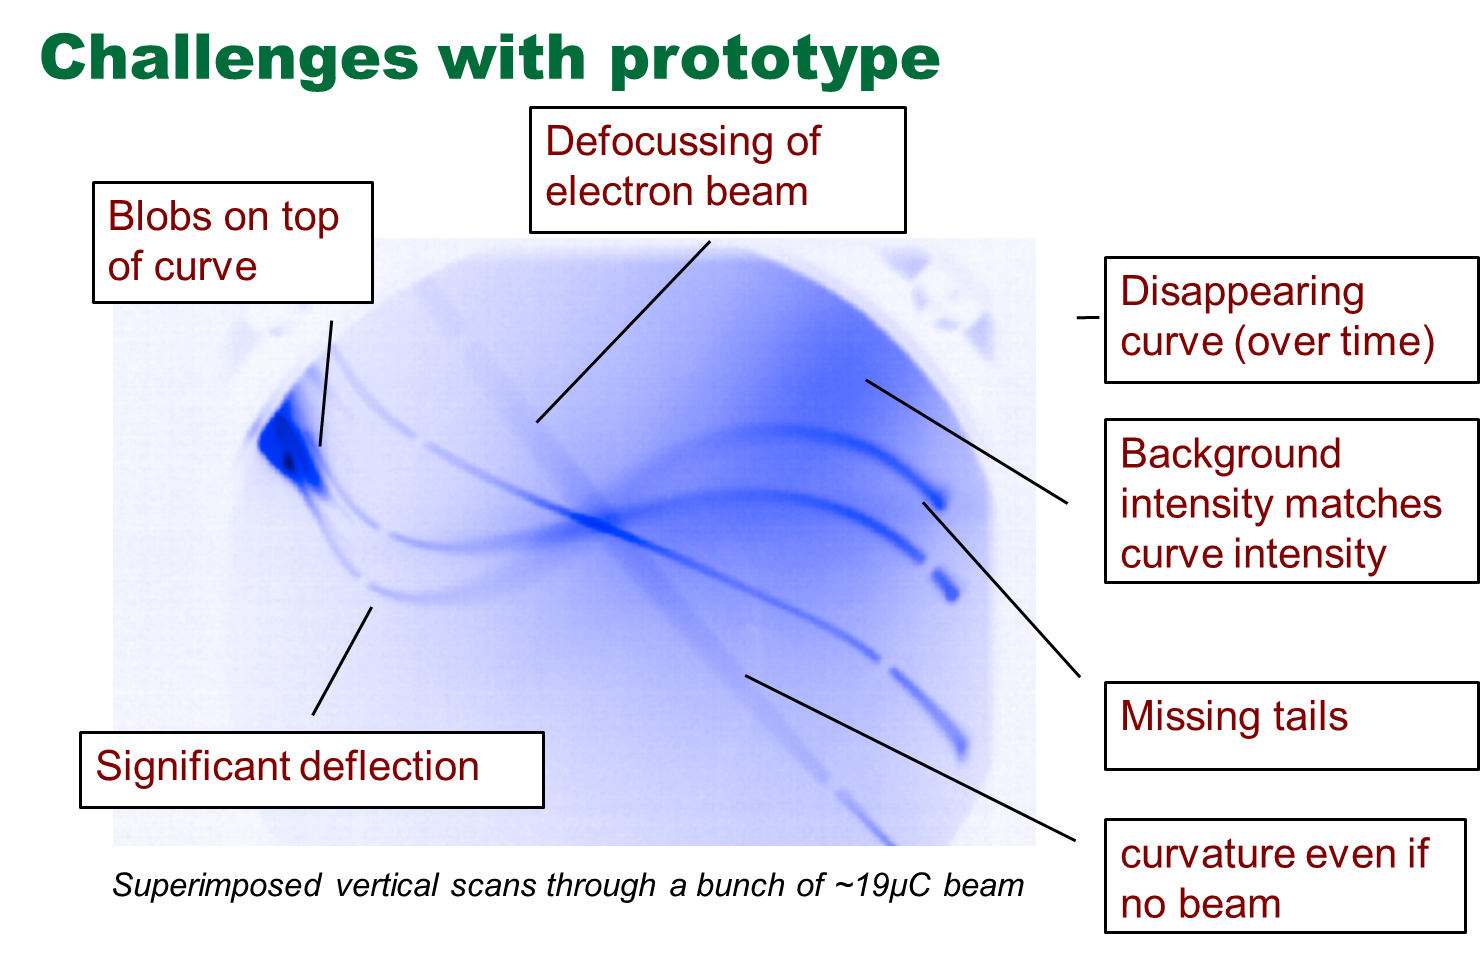 Challenges with prototype
Defocussing of
electron beam
Blobs on top
of curve
Disappearing
curve (over time)
Background
intensity matches
curve intensity
Missing tails
Significant deflection
curvature even if
no beam
Superimposed vertical scans through a bunch of ~19µC beam